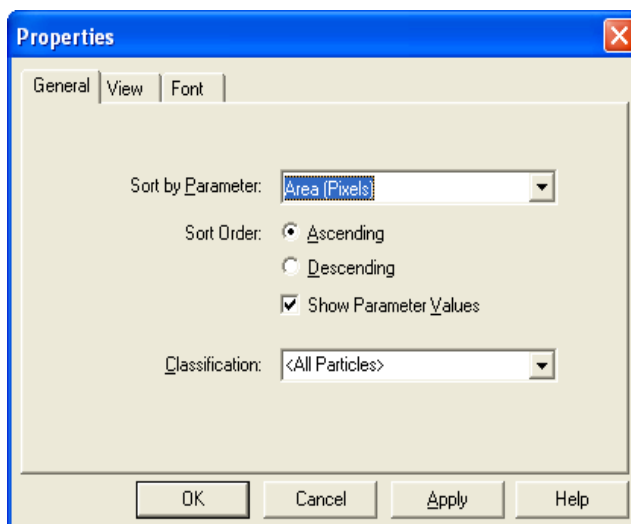 Properties
General View Font
Sort by Parameter: Area (Pixels)
Sort Order: Ascending
Descending
Show Parameter Values
Classification: <All Particles>
OK Cancel Apply Help